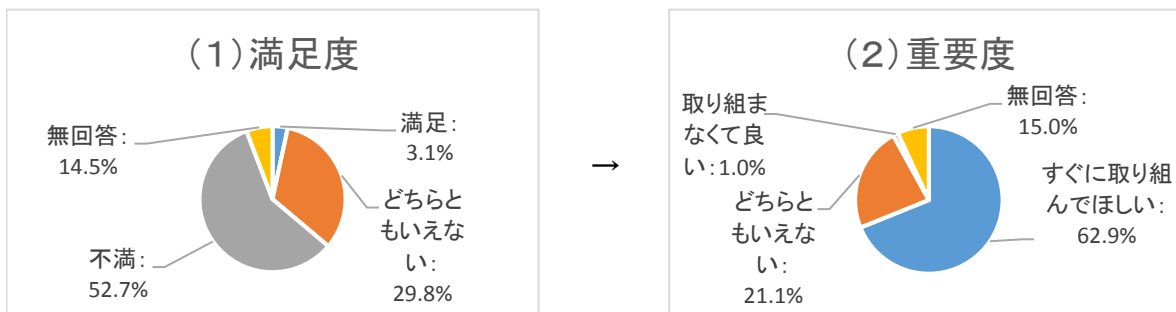 (1)満足度
無回答:
14.5%
満足:
3.1%
どちらと
もいえな
い:
29.8%
不満:
52.7%
→
(2)重要度
取り組ま
なくて良
い:1.0%
無回答:
15.0%
すぐに取り組
んでほしい:
62.9%
どちらと
もいえな
い:
21.1%